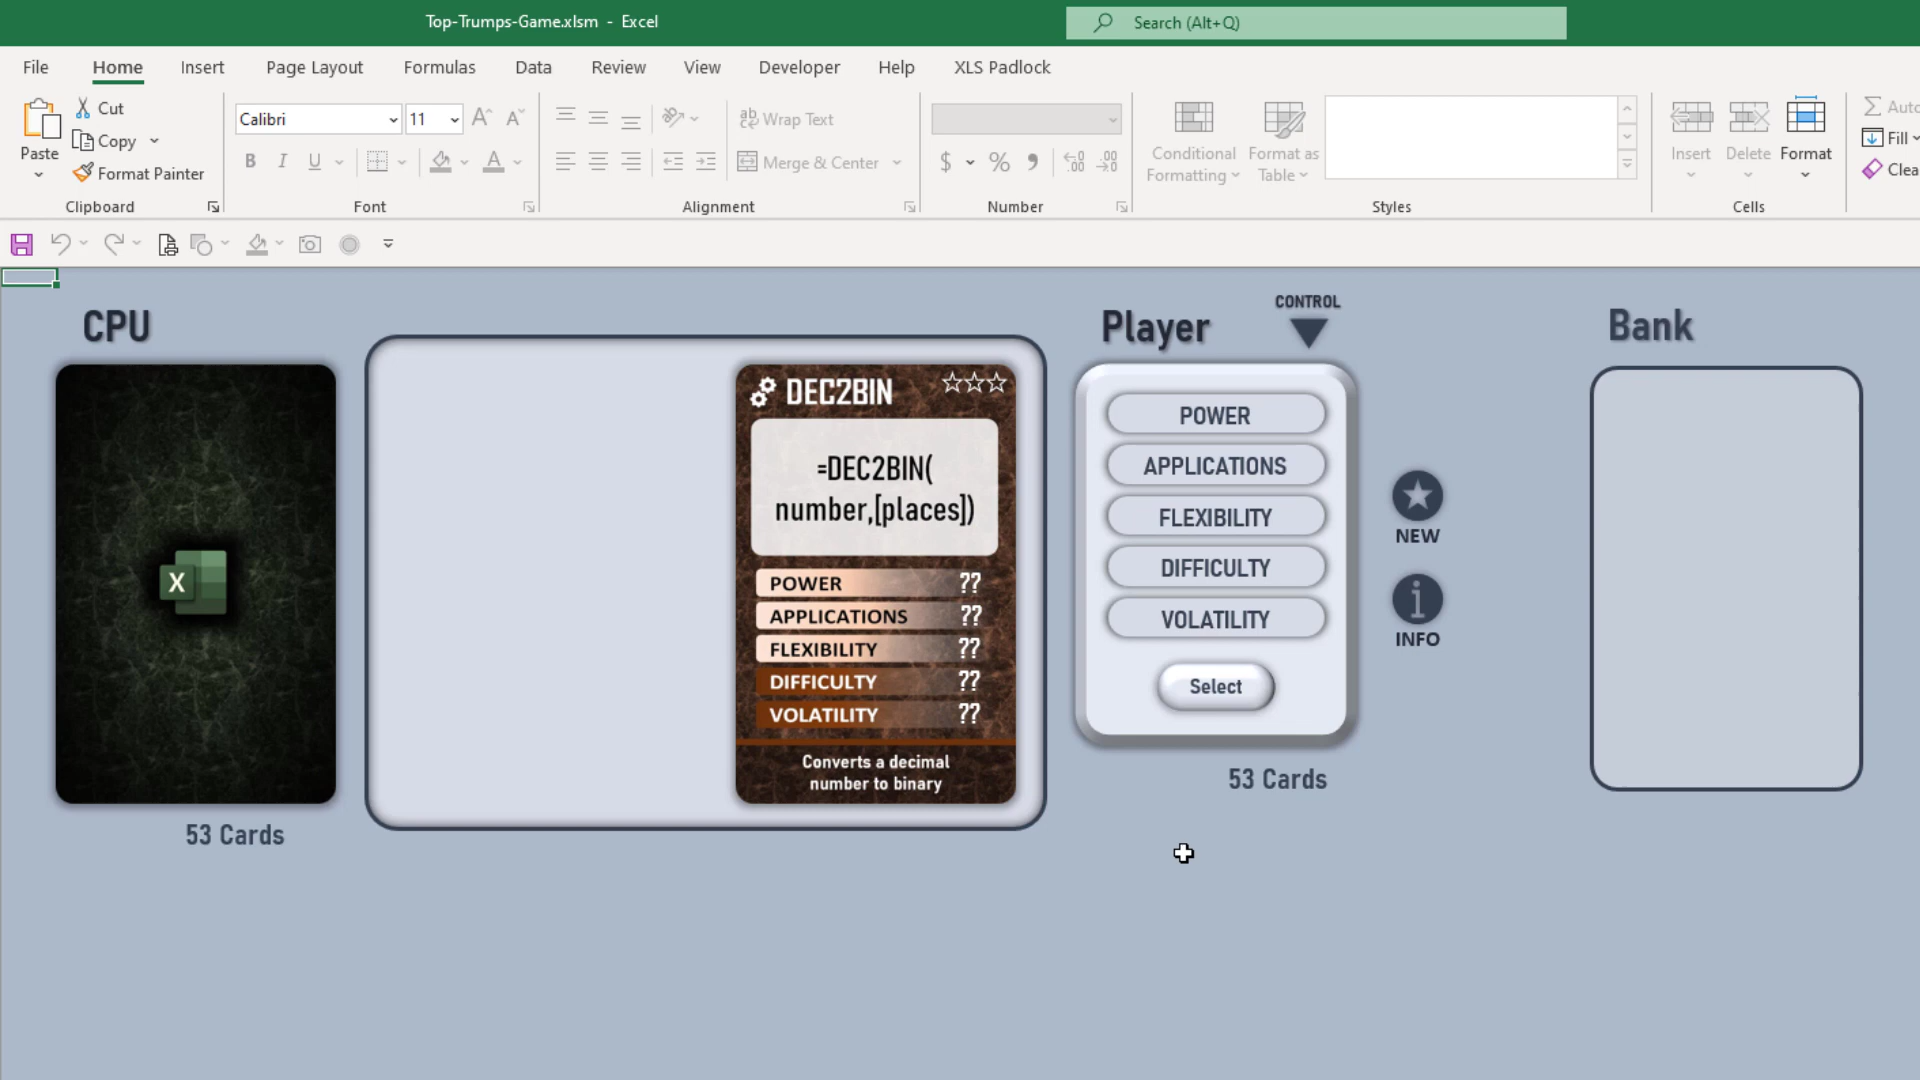 Top-Trumps-Game.xlsm - Excel
Search (Alt+Q)
File Home Insert Page Layout Formulas Data Review View Developer Help XLS Padlock
Paste
Cut
Copy
Format Painter
Clipboard
Calibri 11 A A
B I U A
Font
ab Wrap Text
Merge & Center
Alignment
$ % 9
Number
Conditional
Formatting
Format as
Table
Styles
Insert Delete Format
Cells
Σ Auto
Fill
Clea
CPU
53 Cards
DEC2BIN
=DEC2BIN(
number,[places])
POWER ??
APPLICATIONS ??
FLEXIBILITY ??
DIFFICULTY ??
VOLATILITY ??
Converts a decimal
number to binary
Player
CONTROL
POWER
APPLICATIONS
FLEXIBILITY
DIFFICULTY
VOLATILITY
Select
53 Cards
NEW
INFO
Bank
X